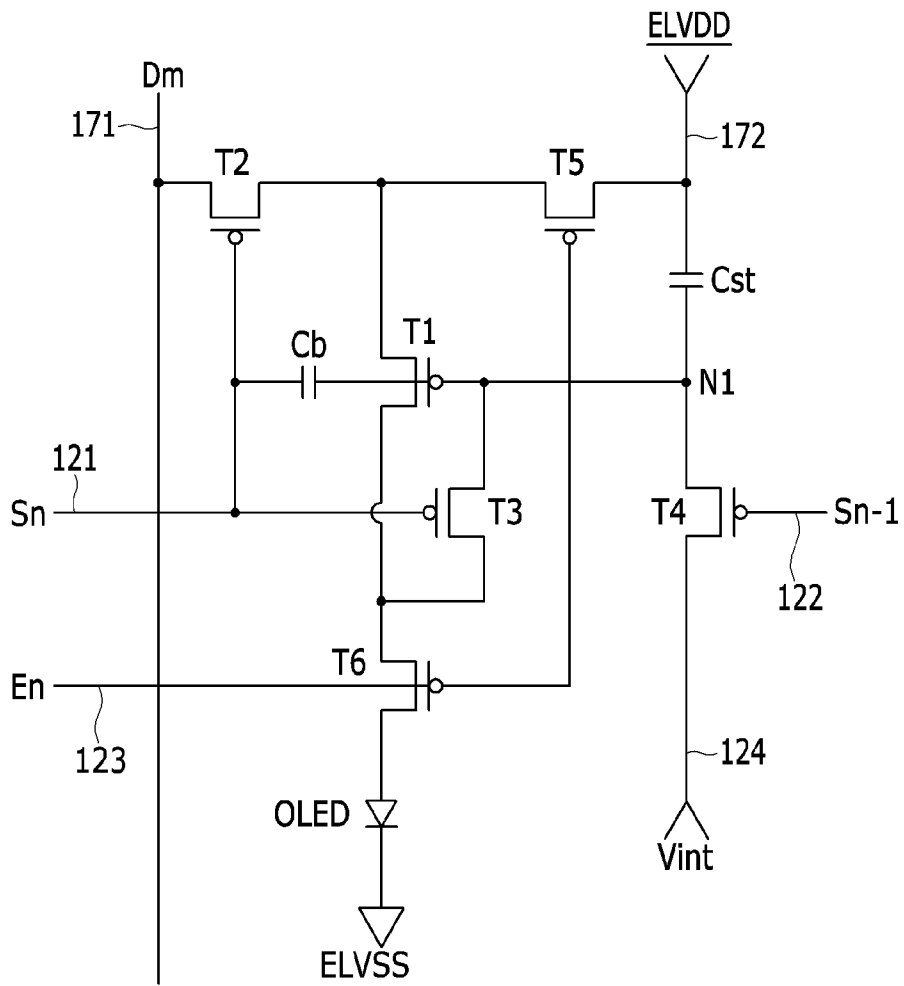 ELVDD
Dm
171
172
T2
T5
Cst
T1
Cb
N1
121
Sn
T3
T4
Sn-1
122
T6
En
123
124
OLED
Vint
ELVSS